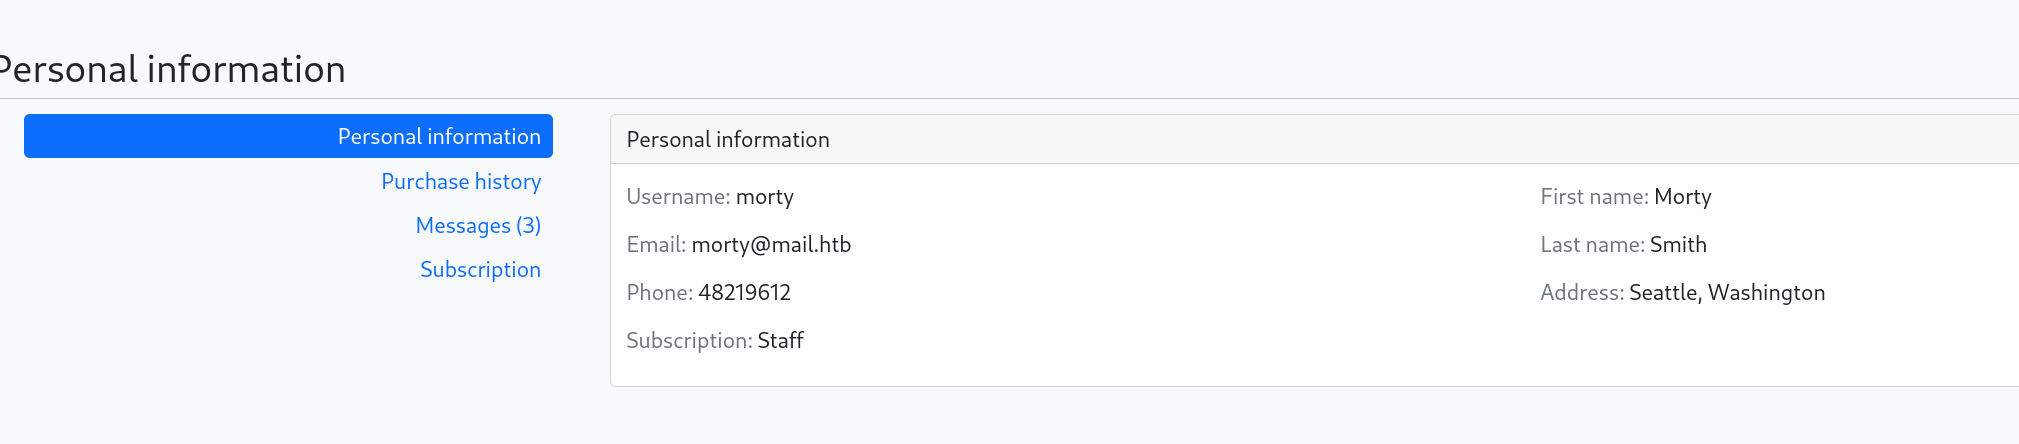 Personal information
Personal information
Purchase history
Messages (3)
Subscription
Personal information
Username: morty
First name: Morty
Email: morty@mail.htb
Last name: Smith
Phone: 48219612
Address: Seattle, Washington
Subscription: Staff